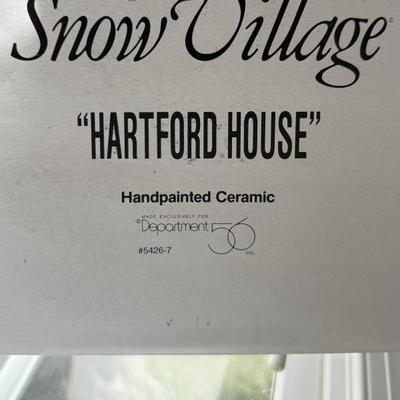 Snow Village©
"HARTFORD HOUSE"
Handpainted Ceramic
MADE EXCLUSIVELY FOR
©Department 56 INC.
#5426-7